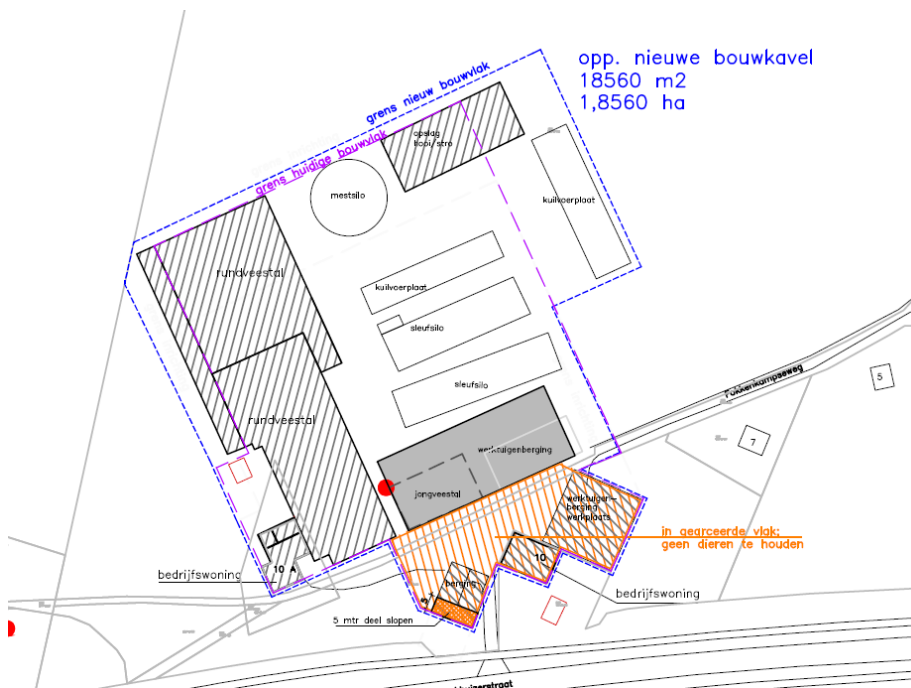 opp. nieuwe bouwkavel
18560 m2
1,8560 ha
grens nieuw bouwvlak
grens huidige bouwvlak
opslag
hooi/stro
mestsilo
kuilvoerplaat
rundveestal
kuilvoerplaat
sleufsilo
sleufsilo
rundveestal
Fokkenkampseweg
5
7
werktuigenberging
jongveestal
werktuigen-
berging
werkplaats
in gearceerde vlak;
geen dieren te houden
10
10 A
bedrijfswoning
berging
bedrijfswoning
5
5 mtr deel slopen